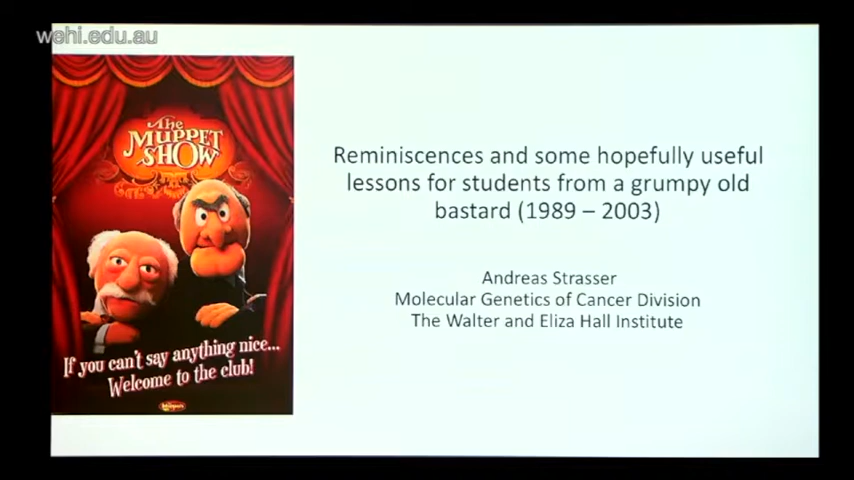 wehi.edu.au
The
MUPPET
SHOW
If you can't say anything nice...
Welcome to the club!
Reminiscences and some hopefully useful
lessons for students from a grumpy old
bastard (1989 – 2003)
Andreas Strasser
Molecular Genetics of Cancer Division
The Walter and Eliza Hall Institute